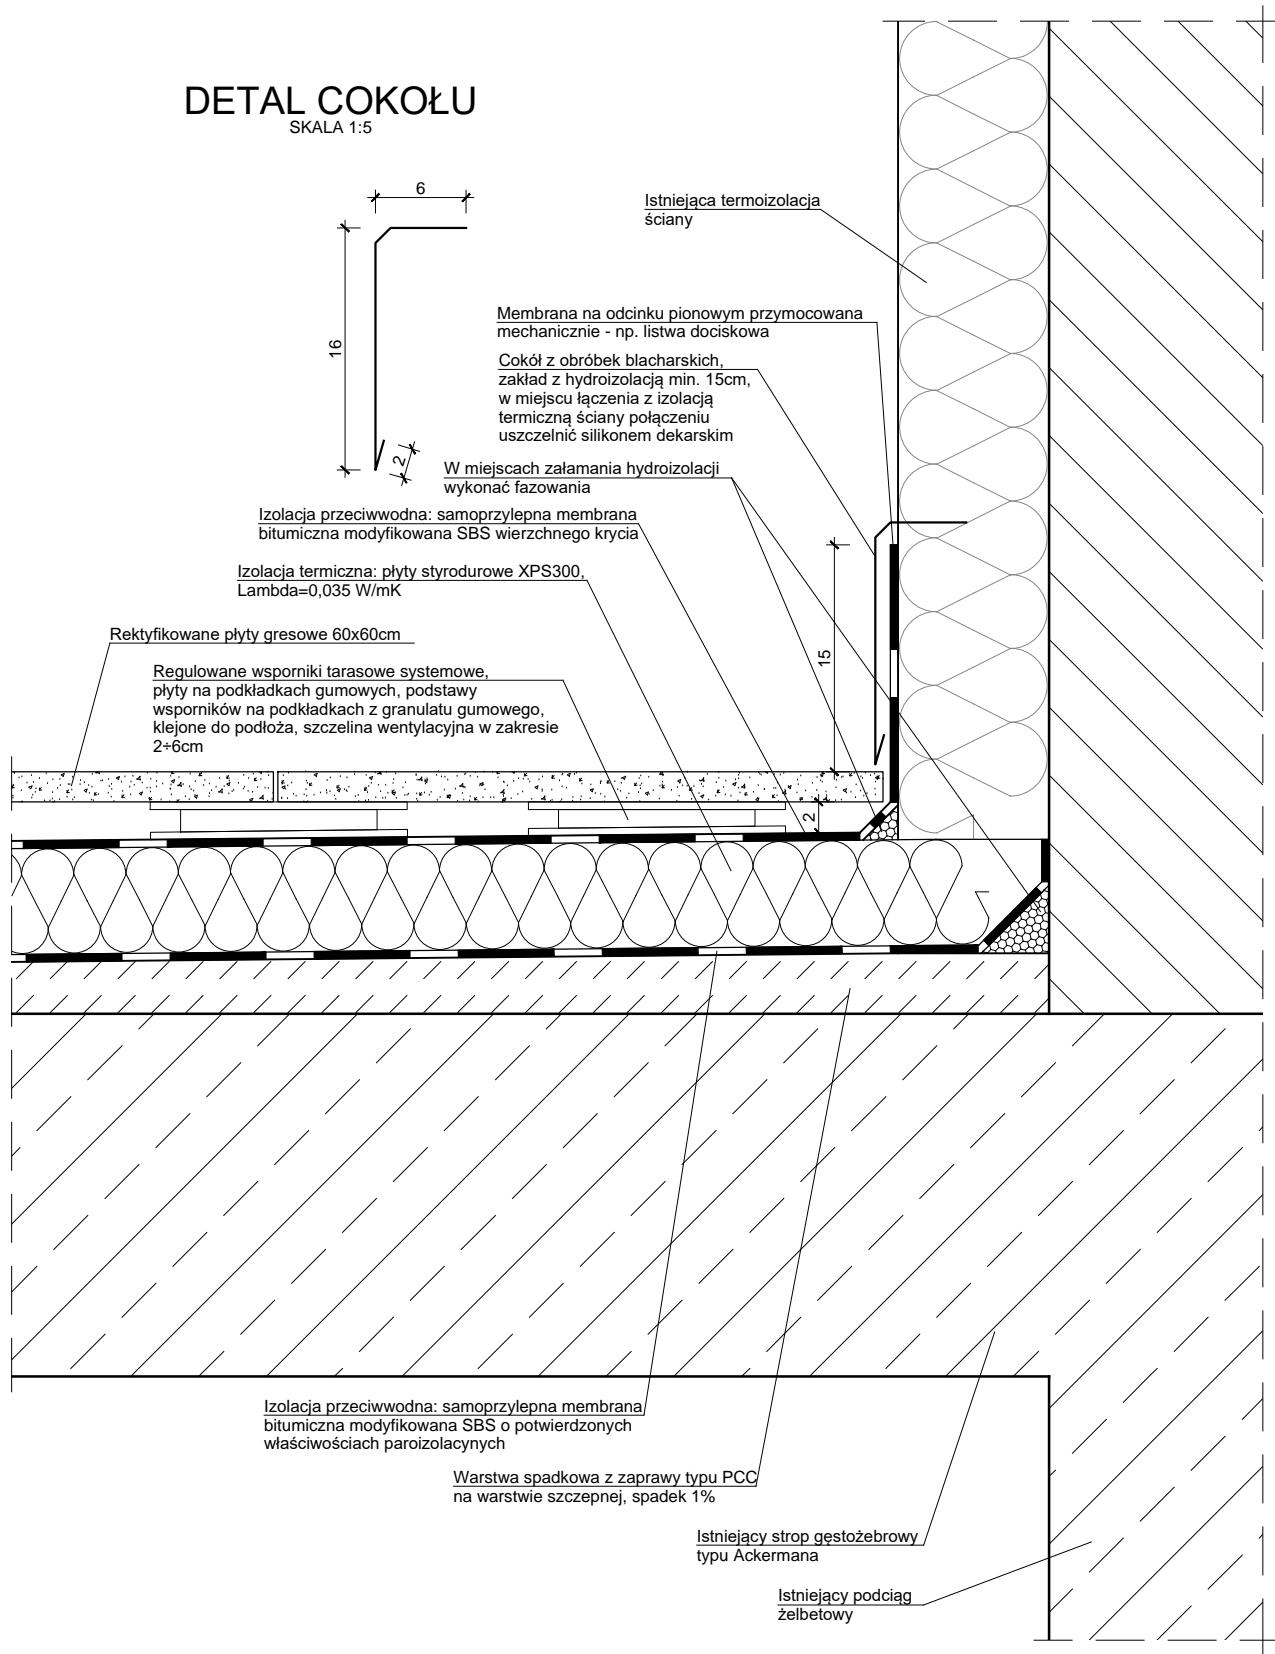 DETAL COKOŁU
SKALA 1:5
6
16
2
Istniejąca termoizolacja
ściany
Membrana na odcinku pionowym przymocowana
mechanicznie - np. listwa dociskowa
Cokół z obróbek blacharskich,
zakład z hydroizolacją min. 15cm,
w miejscu łączenia z izolacją
termiczną ściany połączeniu
uszczelnić silikonem dekarskim
W miejscach załamania hydroizolacji
wykonać fazowania
Izolacja przeciwwodna: samoprzylepna membrana
bitumiczna modyfikowana SBS wierzchnego krycia
Izolacja termiczna: płyty styrodurowe XPS300,
Lambda=0,035 W/mK
Rektyfikowane płyty gresowe 60x60cm
Regulowane wsporniki tarasowe systemowe,
płyty na podkładkach gumowych, podstawy
wsporników na podkładkach z granulatu gumowego,
klejone do podłoża, szczelina wentylacyjna w zakresie
2÷6cm
15
2
Izolacja przeciwwodna: samoprzylepna membrana
bitumiczna modyfikowana SBS o potwierdzonych
właściwościach paroizolacynych
Warstwa spadkowa z zaprawy typu PCC
na warstwie szczepnej, spadek 1%
Istniejący strop gęstożebrowy
typu Ackermana
Istniejący podciąg
żelbetowy